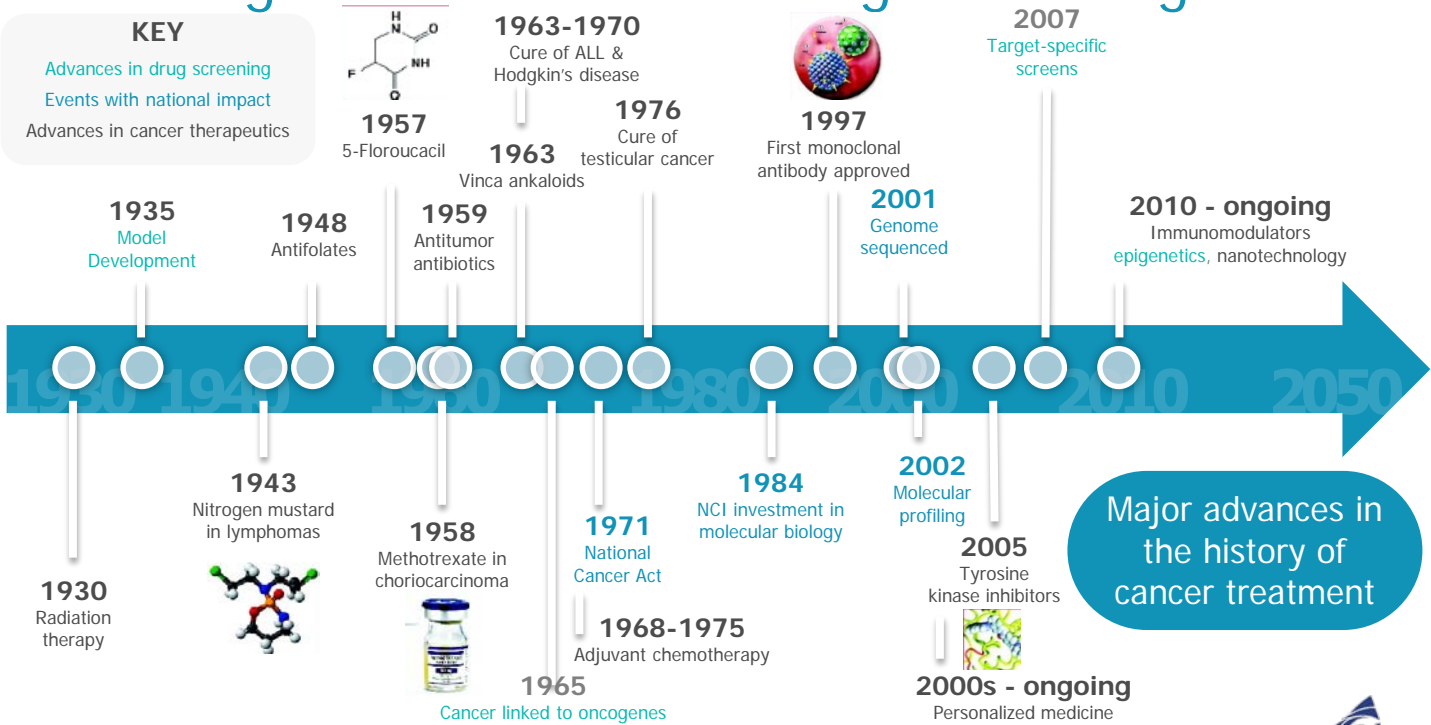 KEY
Advances in drug screening
Events with national impact
Advances in cancer therapeutics
H
N
O
NH
F
O
1957
5-Floroucacil
1963-1970
Cure of ALL &
Hodgkin's disease
1963
Vinca ankaloids
1976
Cure of
testicular cancer
1997
First monoclonal
antibody approved
2007
Target-specific
screens
1935
Model
Development
1948
Antifolates
1959
Antitumor
antibiotics
2001
Genome
sequenced
2010 - ongoing
Immunomodulators
epigenetics, nanotechnology
1930 1940 1980 2000 2010 2050
1930
Radiation
therapy
1943
Nitrogen mustard
in lymphomas
1958
Methotrexate in
choriocarcinoma
1971
National
Cancer Act
1968-1975
Adjuvant chemotherapy
1965
Cancer linked to oncogenes
1984
NCI investment in
molecular biology
2002
Molecular
profiling
2005
Tyrosine
kinase inhibitors
2000s - ongoing
Personalized medicine
Major advances in
the history of
cancer treatment